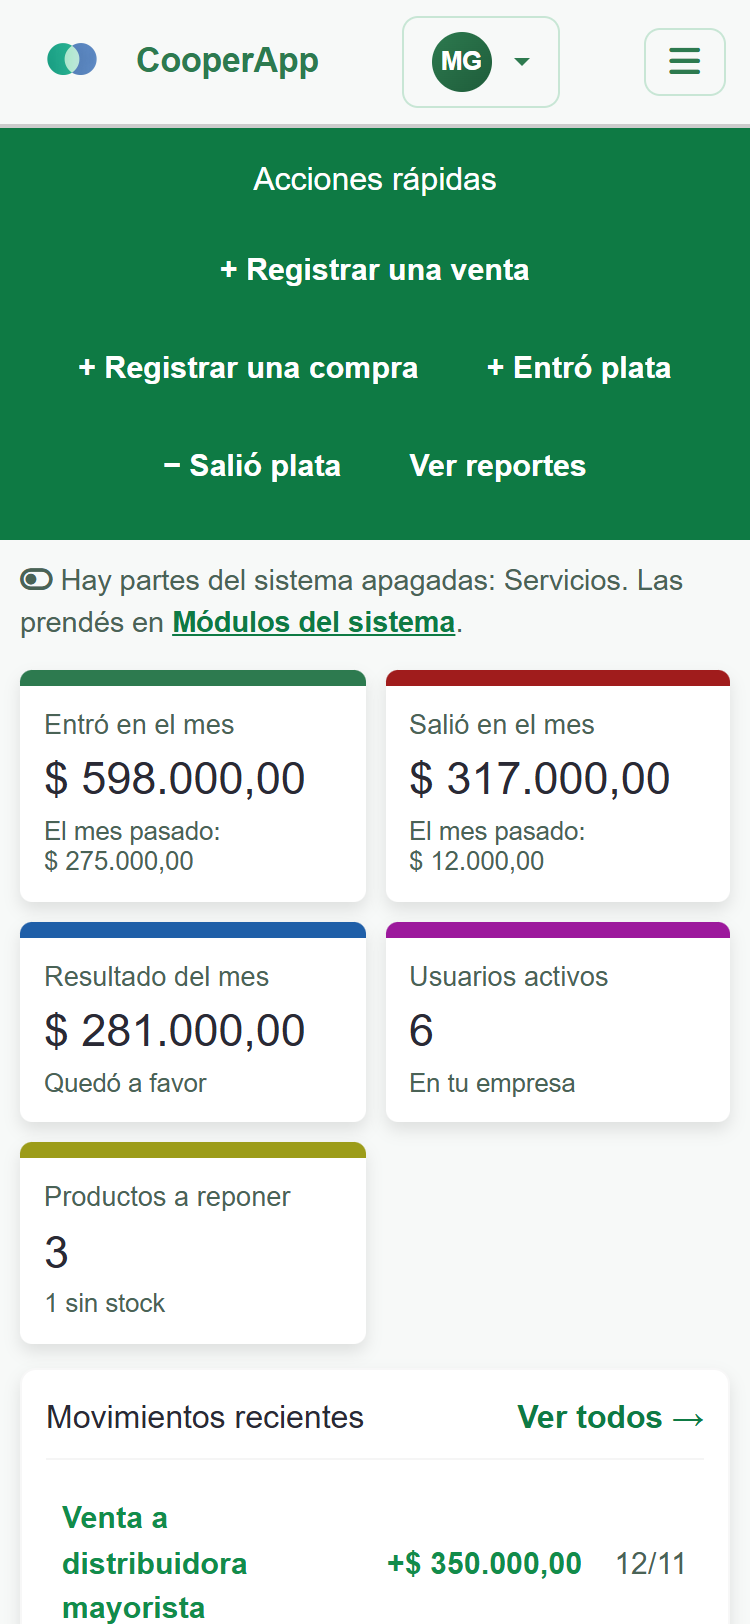 CooperApp
MG
Acciones rápidas
+ Registrar una venta
+ Registrar una compra
+ Entró plata
− Salió plata
Ver reportes
Hay partes del sistema apagadas: Servicios. Las
prendés en Módulos del sistema.
Entró en el mes
$ 598.000,00
El mes pasado:
$ 275.000,00
Salió en el mes
$ 317.000,00
El mes pasado:
$ 12.000,00
Resultado del mes
$ 281.000,00
Quedó a favor
Usuarios activos
6
En tu empresa
Productos a reponer
3
1 sin stock
Movimientos recientes
Ver todos →
Venta a
distribuidora
mayorista
+$ 350.000,00
12/11